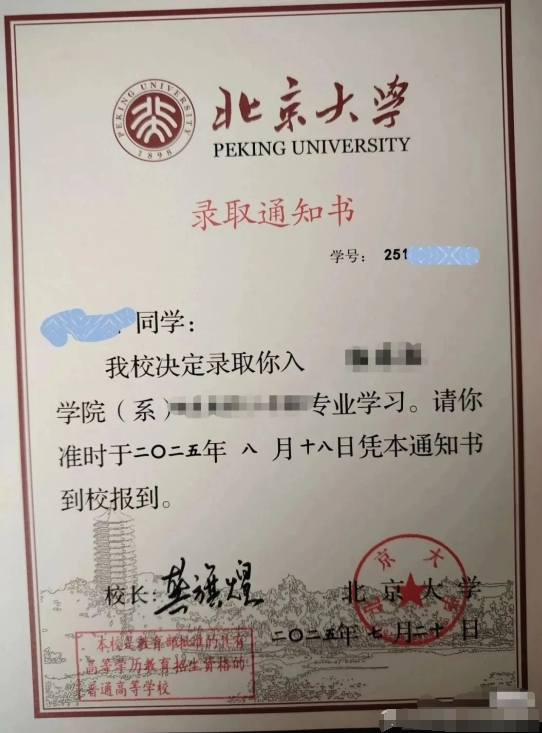 PEKING UNIVERSITY
1898
北京大学
PEKING UNIVERSITY
录取通知书
学号: 251
同学:
我校决定录取你入
学院（系）专业学习。请你
准时于二〇二五年 八 月十八日凭本通知书
到校报到。
校长:
北京大学
二〇二五年七月二十日
本校是教育部批准的具有
高等学历教育招生资格的
普通高等学校